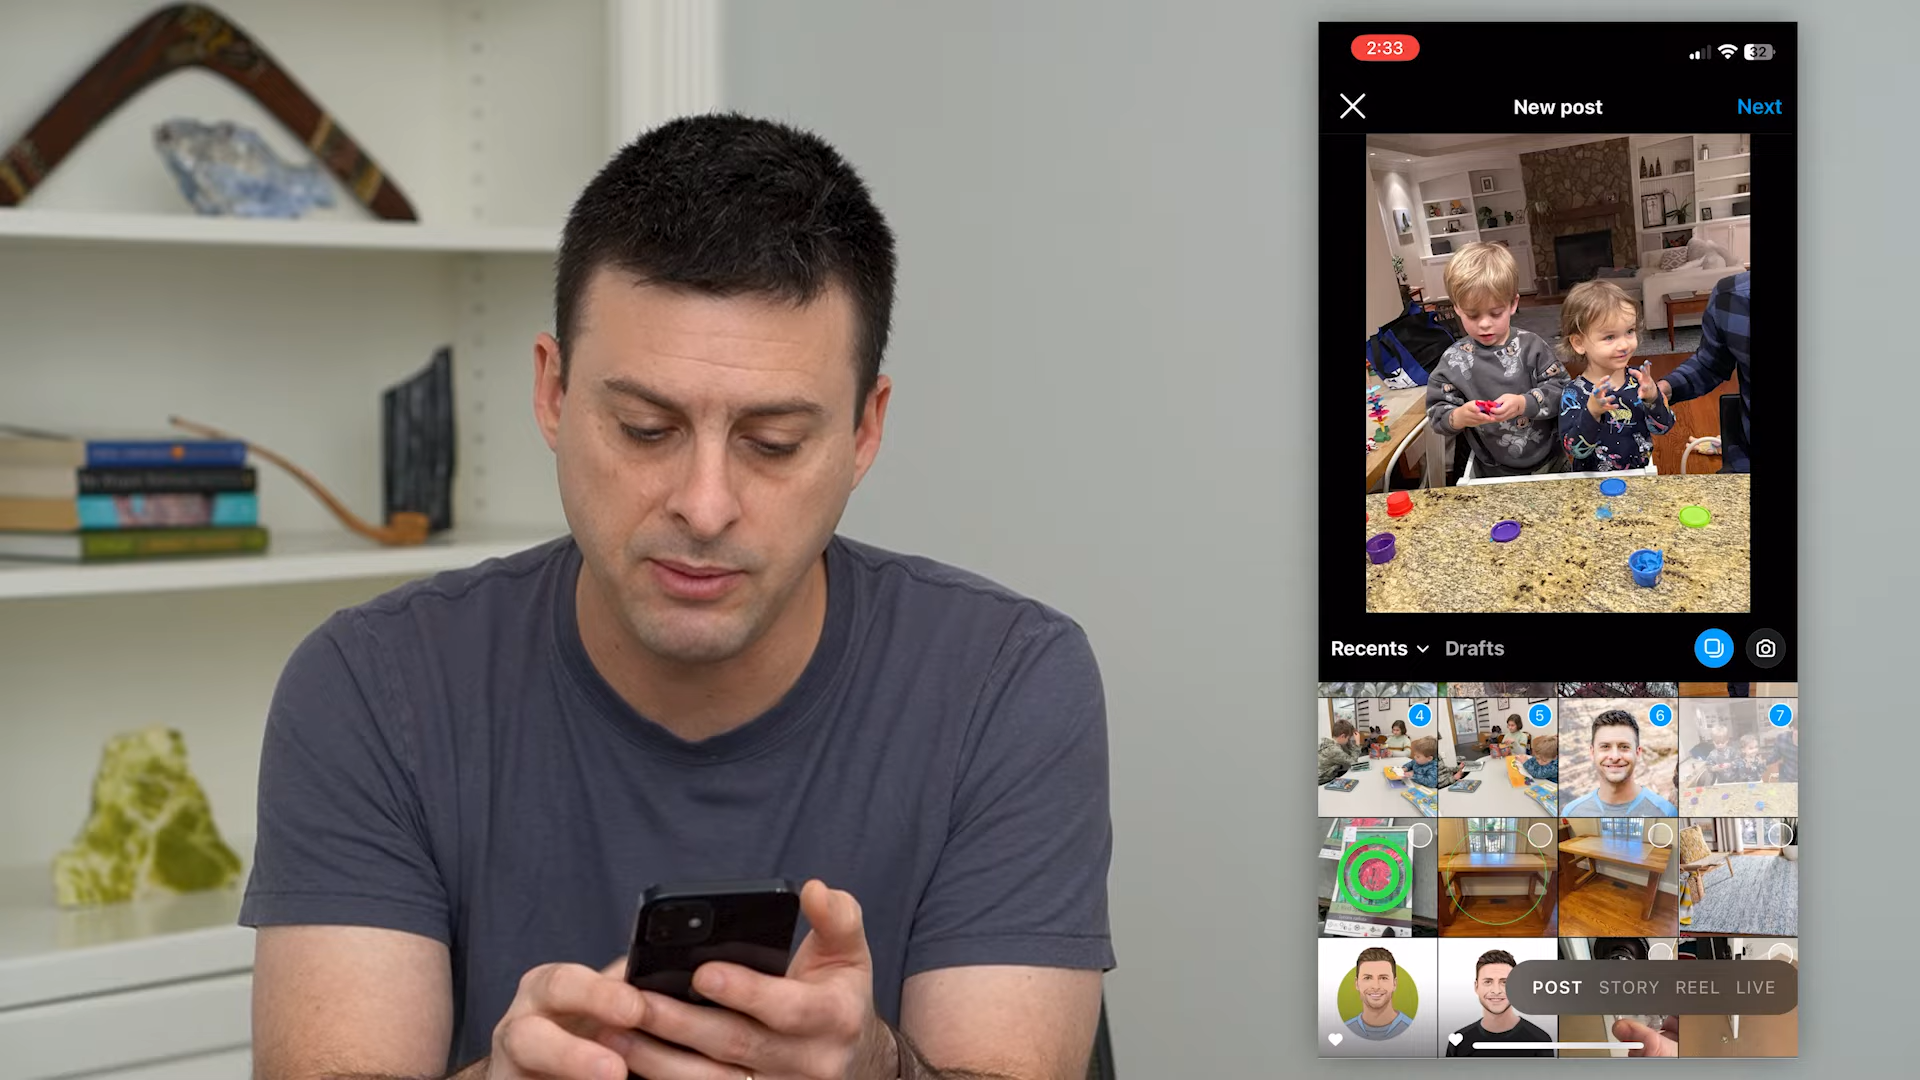 2:33
32
New post
Next
Recents
Drafts
4
5
6
7
POST STORY REEL LIVE